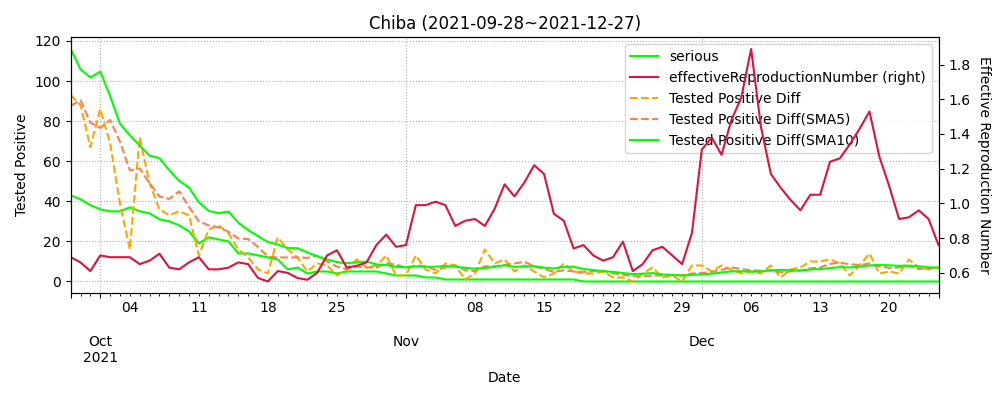 Chiba (2021-09-28~2021-12-27)
120
100
80
60
40
20
0
Tested Positive
serious
effectiveReproductionNumber (right)
Tested Positive Diff
Tested Positive Diff(SMA5)
Tested Positive Diff(SMA10)
1.8
1.6
1.4
1.2
1.0
0.8
0.6
Effective Reproduction Number
04
11
18
25
08
15
22
29
06
13
20
Oct
2021
Nov
Dec
Date